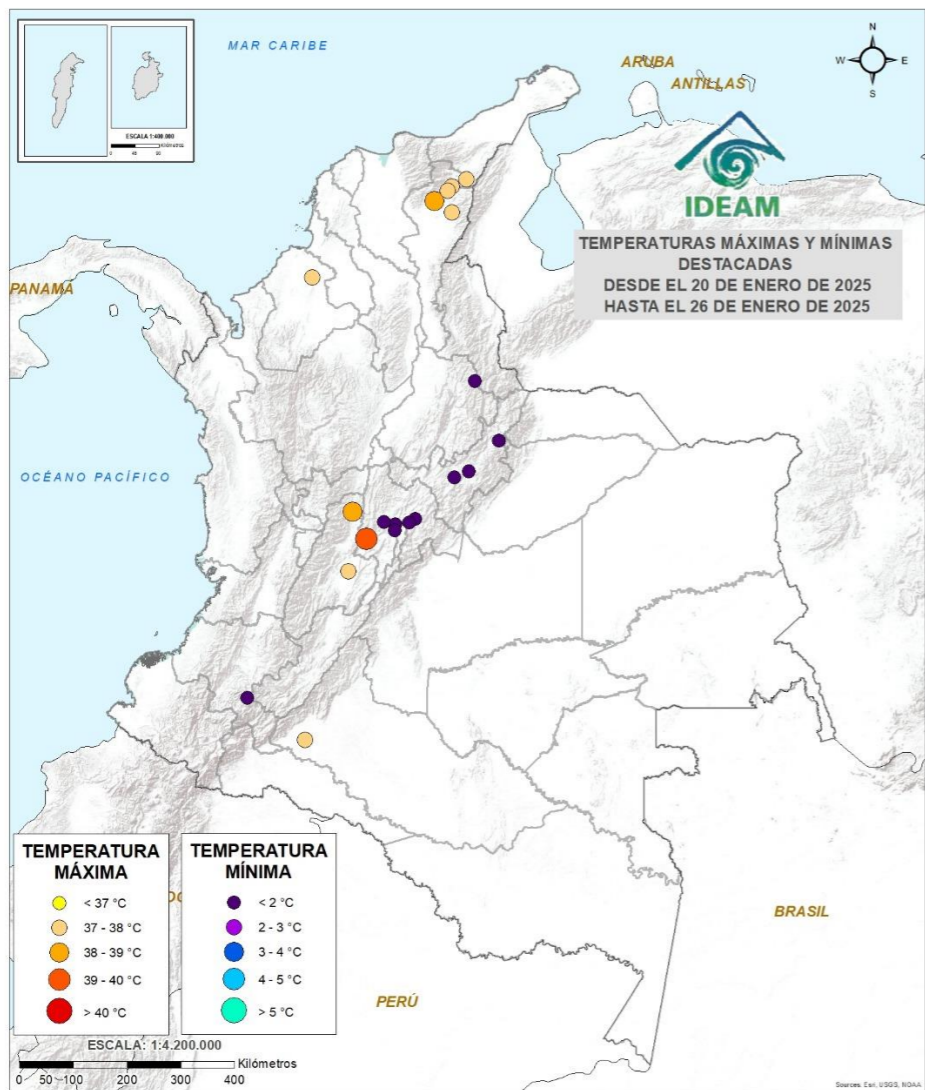 MAR CARIBE
ARUBA
ANTILLAS
N
W
E
S
ESCALA 1:400.000
IDEAM
TEMPERATURAS MÁXIMAS Y MÍNIMAS
DESTACADAS
DESDE EL 20 DE ENERO DE 2025
HASTA EL 26 DE ENERO DE 2025
PANAMÁ
OCÉANO PACÍFICO
BRASIL
PERÚ
TEMPERATURA
MÁXIMA
< 37 °C
37 - 38 °C
38 - 39 °C
39 - 40 °C
> 40 °C
TEMPERATURA
MÍNIMA
< 2 °C
2 - 3 °C
3 - 4 °C
4 - 5 °C
> 5 °C
ESCALA: 1:4.200.000
Kilómetros
0 50 100 200 300 400
Sources: Esri, USGS, NOAA